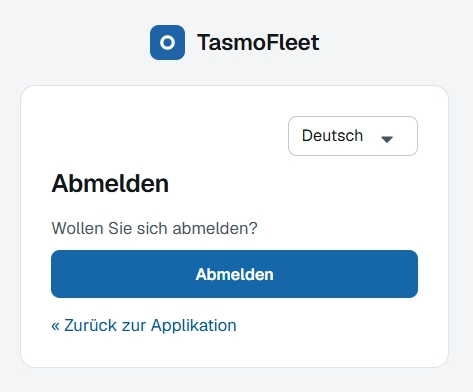 TasmoFleet
Deutsch
Abmelden
Wollen Sie sich abmelden?
Abmelden
« Zurück zur Applikation